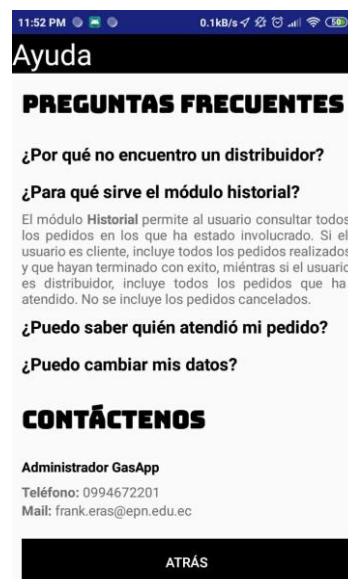 11:52 PM 0.1kB/s 50
Ayuda
PREGUNTAS FRECUENTES
¿Por qué no encuentro un distribuidor?
¿Para qué sirve el módulo historial?
El módulo Historial permite al usuario consultar todos
los pedidos en los que ha estado involucrado. Si el
usuario es cliente, incluye todos los pedidos realizados
y que hayan terminado con exito, miéntras si el usuario
es distribuidor, incluye todos los pedidos que ha
atendido. No se incluye los pedidos cancelados.
¿Puedo saber quién atendió mi pedido?
¿Puedo cambiar mis datos?
CONTÁCTENOS
Administrador GasApp
Teléfono: 0994672201
Mail: frank.eras@epn.edu.ec
ATRÁS